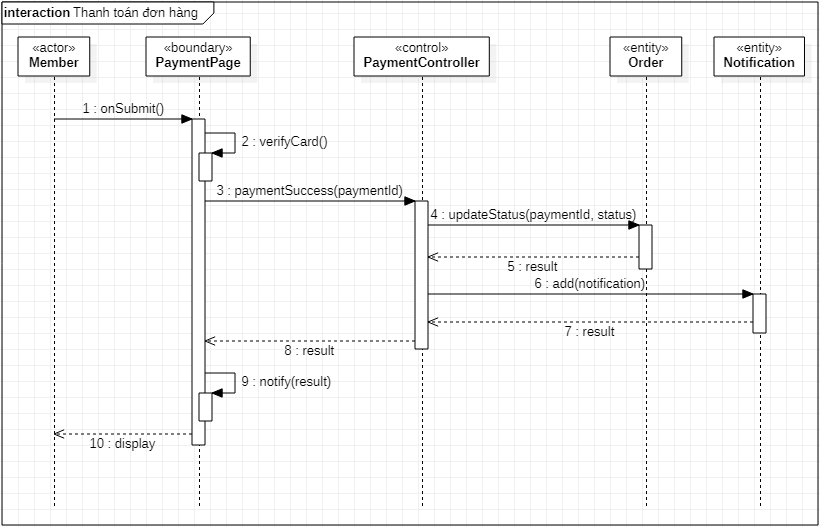 interaction Thanh toán đơn hàng
«actor»
Member
«boundary»
PaymentPage
«control»
PaymentController
«entity»
Order
«entity»
Notification
1 : onSubmit()
2 : verifyCard()
3 : paymentSuccess(paymentId)
4 : updateStatus(paymentId, status)
5 : result
6 : add(notification)
7 : result
8 : result
9 : notify(result)
10 : display